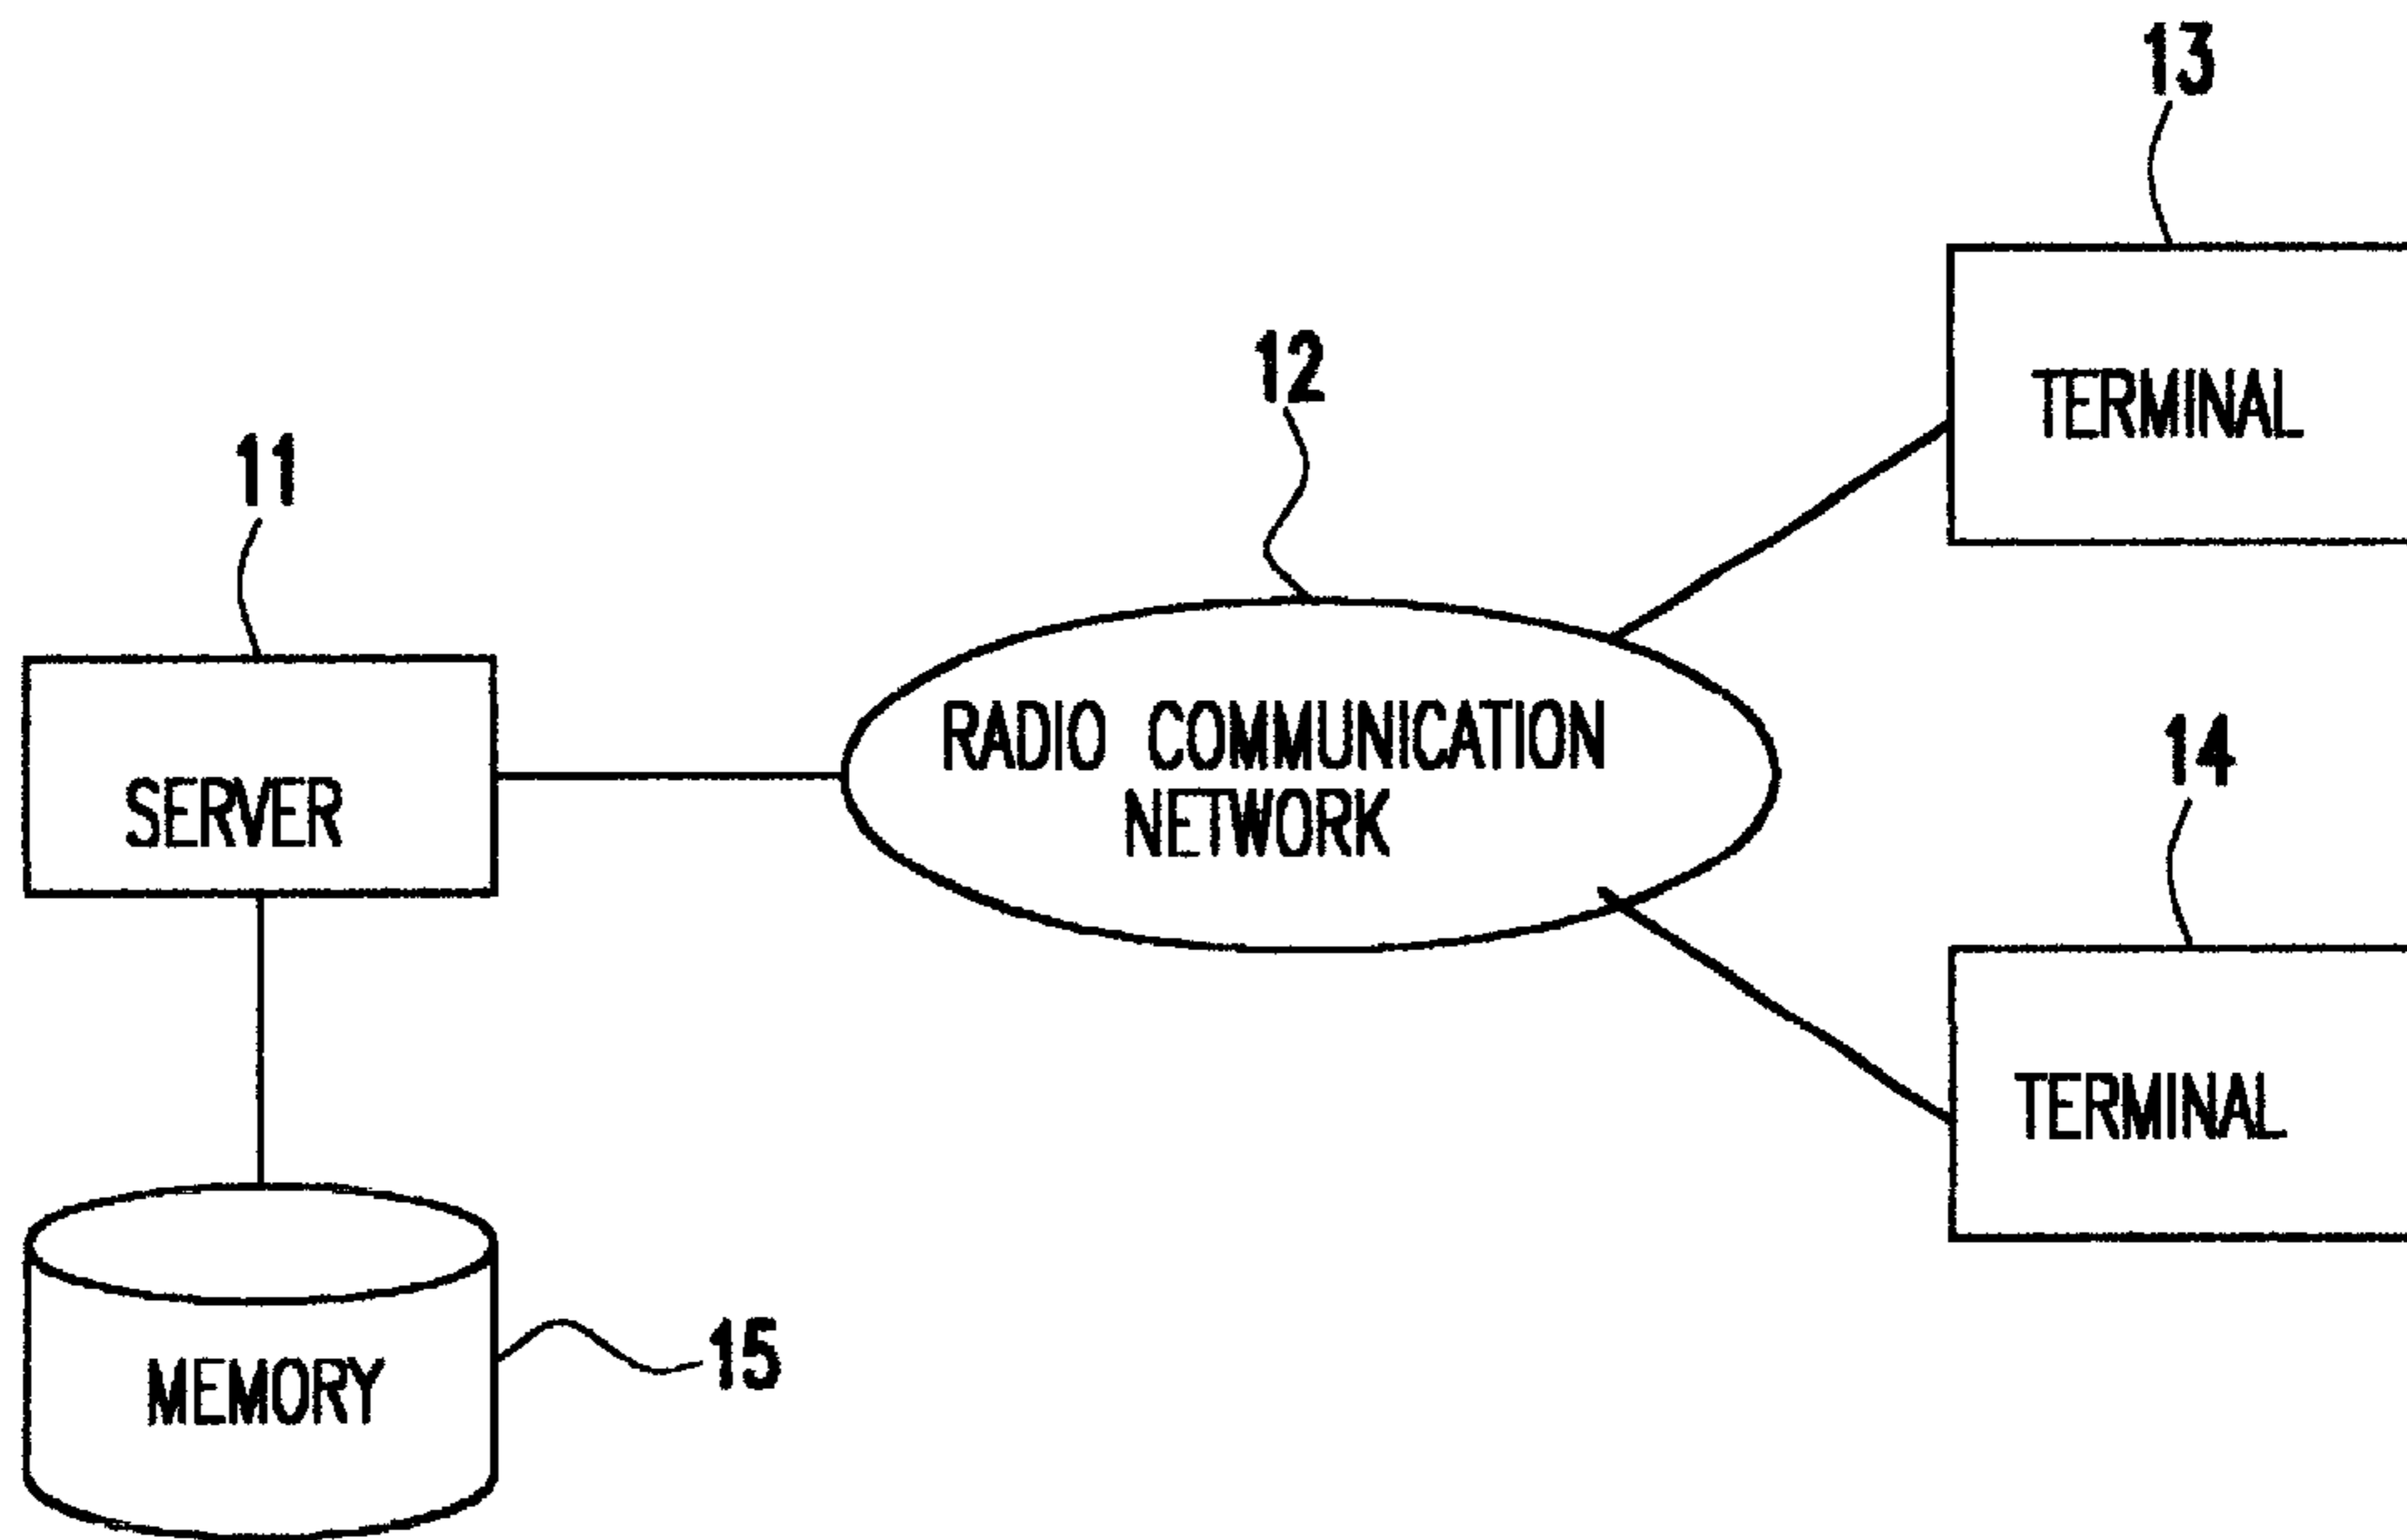 13
TERMINAL
12
11
RADIO COMMUNICATION
NETWORK
SERVER
14
TERMINAL
15
MEMORY